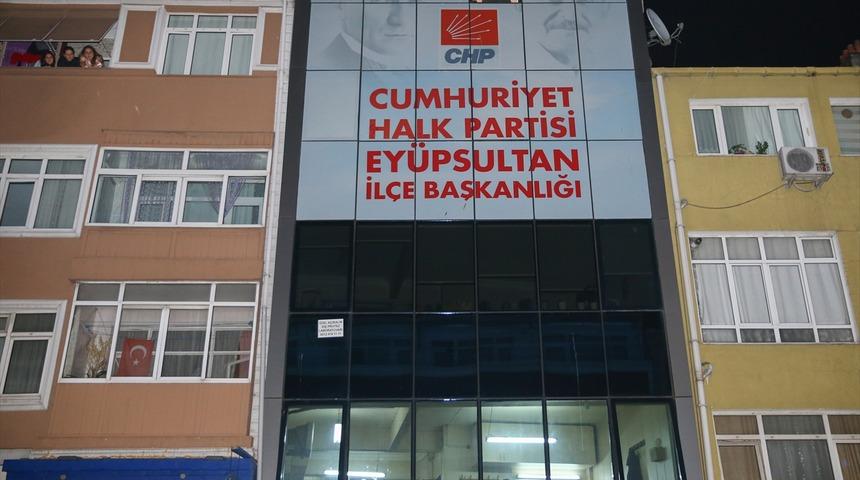 CHP
CUMHURİYET
HALK PARTİSİ
EYÜPSULTAN
İLÇE BAŞKANLIĞI